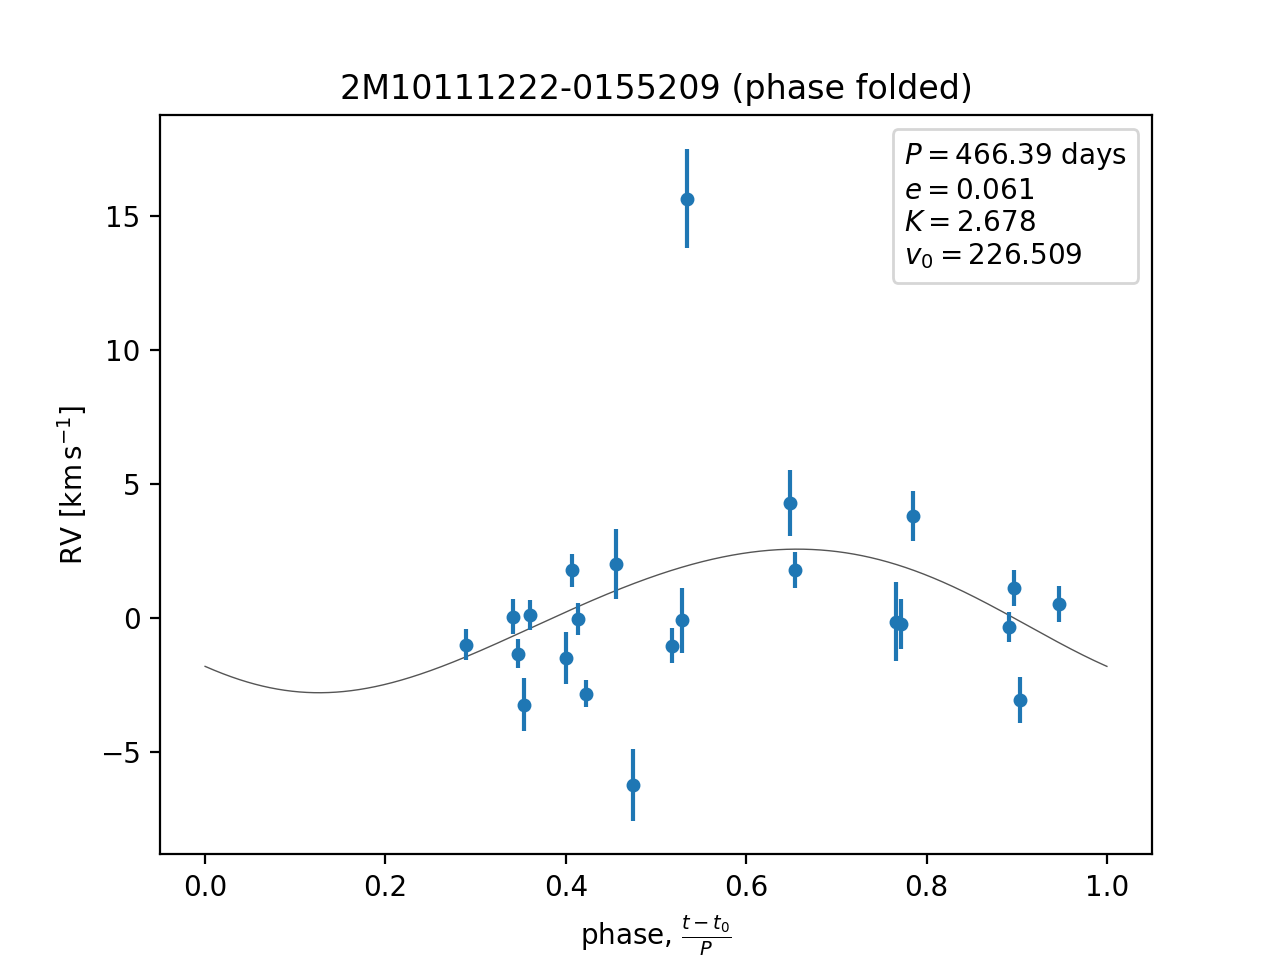 2M10111222-0155209 (phase folded)
P = 466.39 days
e = 0.061
K = 2.678
v₀ = 226.509
RV [km s⁻¹]
15
10
5
0
−5
0.0 0.2 0.4 0.6 0.8 1.0
phase, (t − t₀)/P